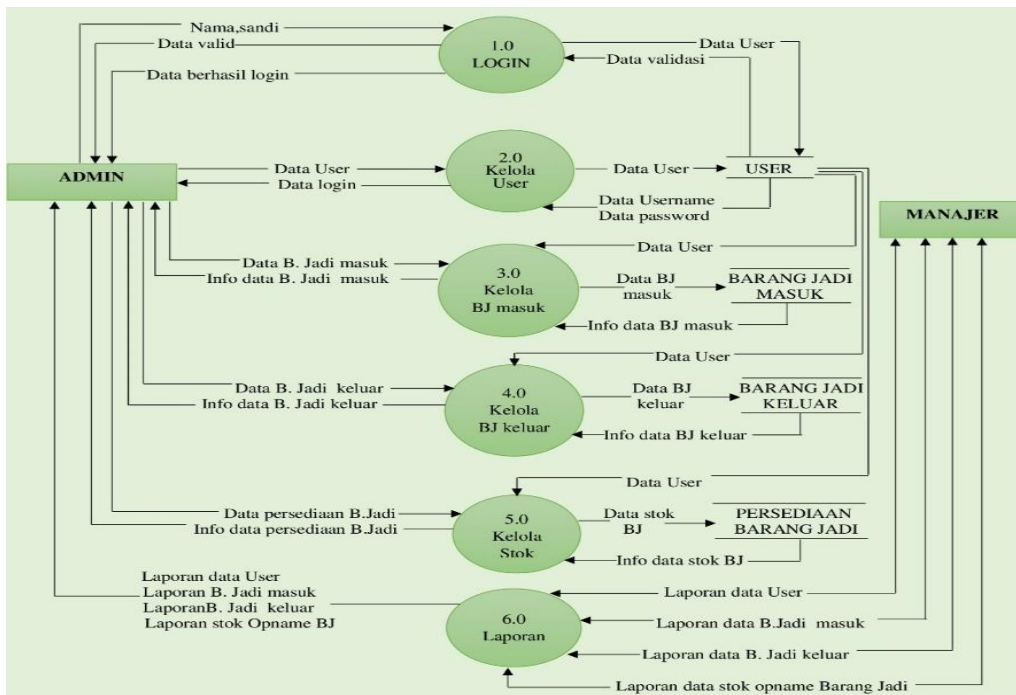 Nama,sandi
Data valid
Data berhasil login
1.0
LOGIN
Data User
Data validasi
ADMIN
Data User
Data login
2.0
Kelola
User
Data User
USER
Data Username
Data password
MANAJER
Data User
Data B. Jadi masuk
Info data B. Jadi masuk
3.0
Kelola
BJ masuk
Data BJ
masuk
BARANG JADI
MASUK
Info data BJ masuk
Data User
Data B. Jadi keluar
Info data B. Jadi keluar
4.0
Kelola
BJ keluar
Data BJ
keluar
BARANG JADI
KELUAR
Info data BJ keluar
Data User
Data persediaan B.Jadi
Info data persediaan B.Jadi
5.0
Kelola
Stok
Data stok
BJ
PERSEDIAAN
BARANG JADI
Info data stok BJ
Laporan data User
Laporan B. Jadi masuk
LaporanB. Jadi keluar
Laporan stok Opname BJ
6.0
Laporan
Laporan data User
Laporan data B.Jadi masuk
Laporan data B. Jadi keluar
Laporan data stok opname Barang Jadi